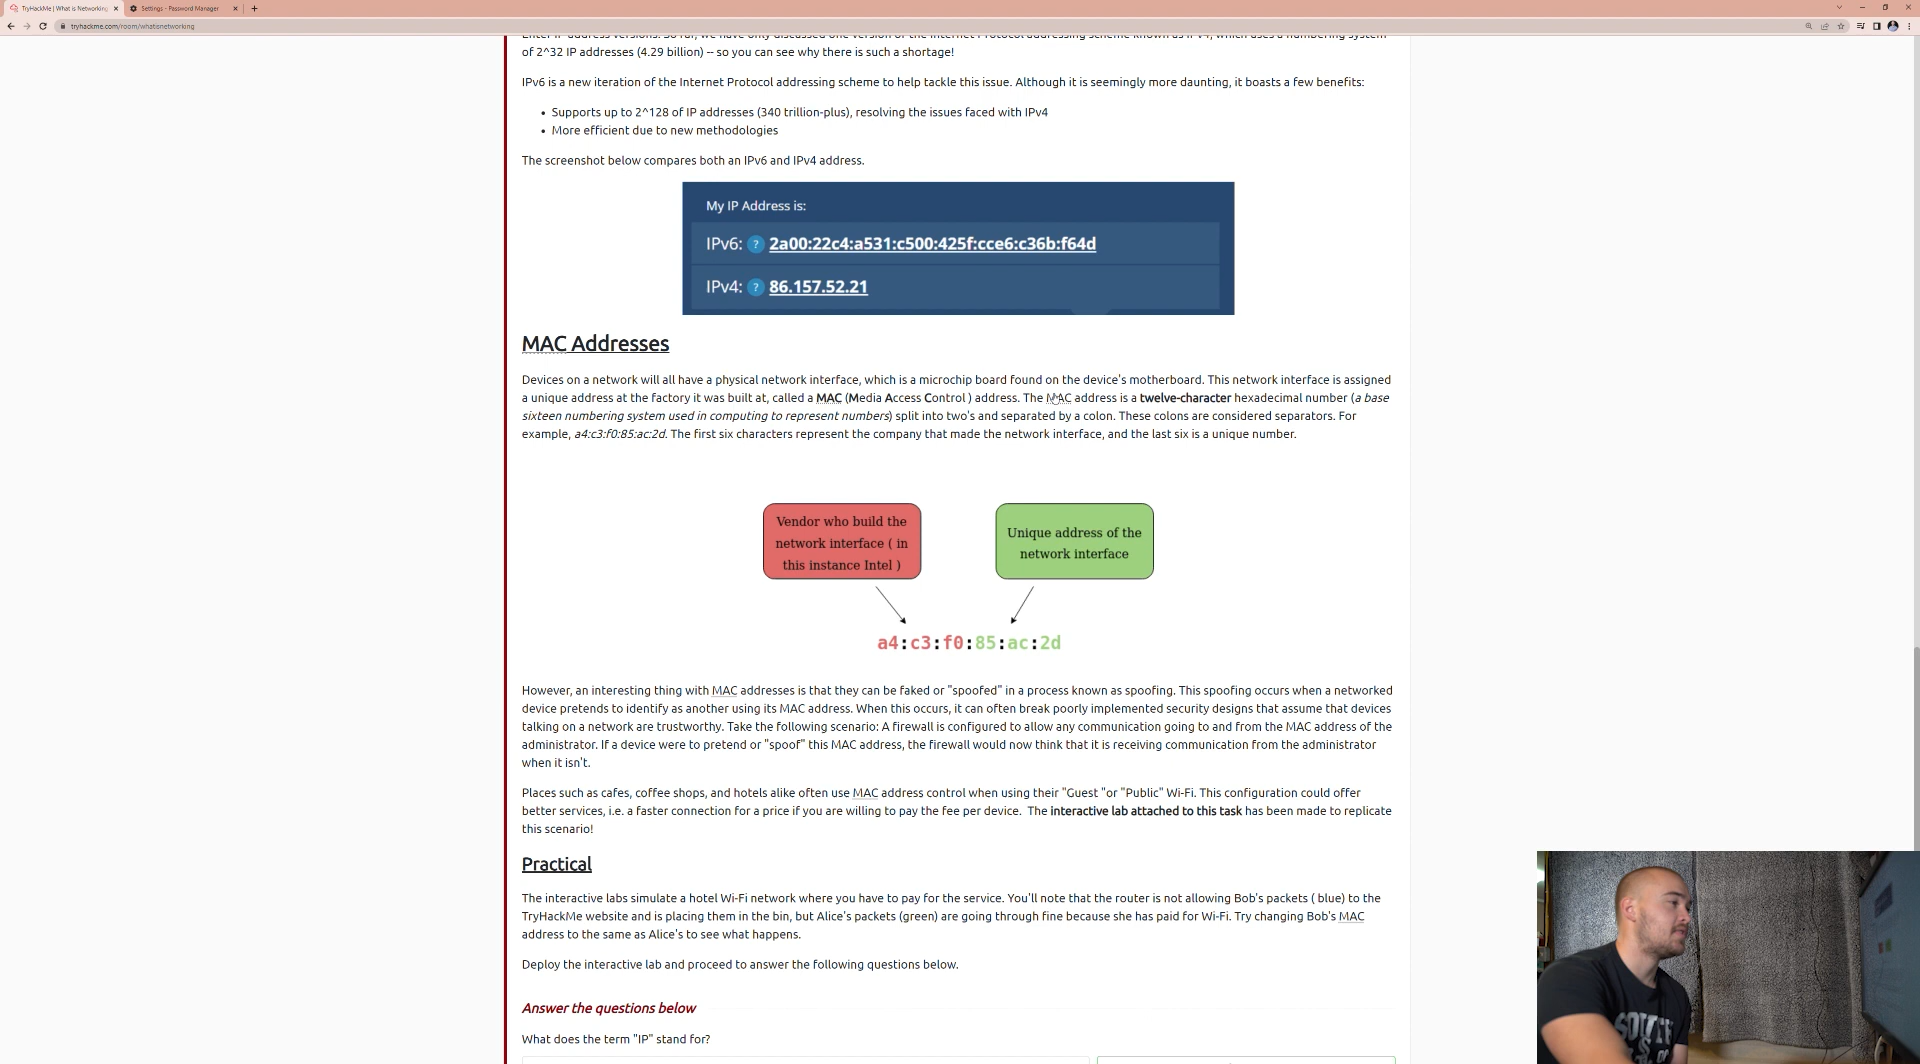 TryHackMe | What is Networking
Settings - Password Manager
tryhackme.com/room/whatisnetworking
of 2^32 IP addresses (4.29 billion) -- so you can see why there is such a shortage!
IPv6 is a new iteration of the Internet Protocol addressing scheme to help tackle this issue. Although it is seemingly more daunting, it boasts a few benefits:
• Supports up to 2^128 of IP addresses (340 trillion-plus), resolving the issues faced with IPv4
• More efficient due to new methodologies
The screenshot below compares both an IPv6 and IPv4 address.
My IP Address is:
IPv6: ? 2a00:22c4:a531:c500:425f:cce6:c36b:f64d
IPv4: ? 86.157.52.21
MAC Addresses
Devices on a network will all have a physical network interface, which is a microchip board found on the device's motherboard. This network interface is assigned
a unique address at the factory it was built at, called a MAC (Media Access Control ) address. The MAC address is a twelve-character hexadecimal number (a base
sixteen numbering system used in computing to represent numbers) split into two's and separated by a colon. These colons are considered separators. For
example, a4:c3:f0:85:ac:2d. The first six characters represent the company that made the network interface, and the last six is a unique number.
Vendor who build the
network interface ( in
this instance Intel )
Unique address of the
network interface
a4:c3:f0:85:ac:2d
However, an interesting thing with MAC addresses is that they can be faked or "spoofed" in a process known as spoofing. This spoofing occurs when a networked
device pretends to identify as another using its MAC address. When this occurs, it can often break poorly implemented security designs that assume that devices
talking on a network are trustworthy. Take the following scenario: A firewall is configured to allow any communication going to and from the MAC address of the
administrator. If a device were to pretend or "spoof" this MAC address, the firewall would now think that it is receiving communication from the administrator
when it isn't.
Places such as cafes, coffee shops, and hotels alike often use MAC address control when using their "Guest "or "Public" Wi-Fi. This configuration could offer
better services, i.e. a faster connection for a price if you are willing to pay the fee per device. The interactive lab attached to this task has been made to replicate
this scenario!
Practical
The interactive labs simulate a hotel Wi-Fi network where you have to pay for the service. You'll note that the router is not allowing Bob's packets ( blue) to the
TryHackMe website and is placing them in the bin, but Alice's packets (green) are going through fine because she has paid for Wi-Fi. Try changing Bob's MAC
address to the same as Alice's to see what happens.
Deploy the interactive lab and proceed to answer the following questions below.
Answer the questions below
What does the term "IP" stand for?